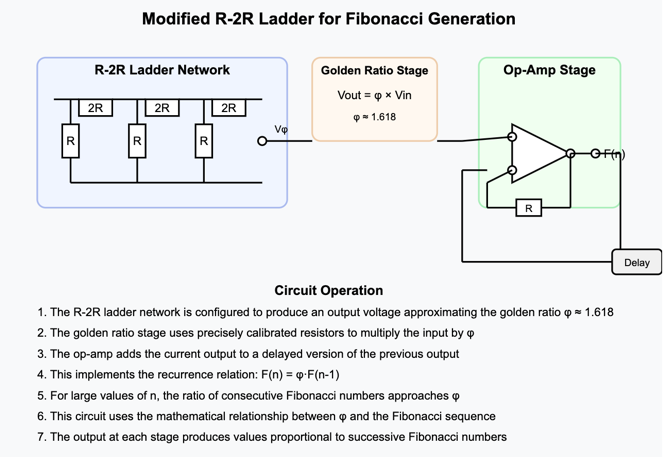 Modified R-2R Ladder for Fibonacci Generation
R-2R Ladder Network
Golden Ratio Stage
Op-Amp Stage
Vout = φ × Vin
φ ≈ 1.618
2R
2R
2R
R
R
R
Vφ
F(n)
R
Delay
Circuit Operation
1. The R-2R ladder network is configured to produce an output voltage approximating the golden ratio φ ≈ 1.618
2. The golden ratio stage uses precisely calibrated resistors to multiply the input by φ
3. The op-amp adds the current output to a delayed version of the previous output
4. This implements the recurrence relation: F(n) = φ·F(n-1)
5. For large values of n, the ratio of consecutive Fibonacci numbers approaches φ
6. This circuit uses the mathematical relationship between φ and the Fibonacci sequence
7. The output at each stage produces values proportional to successive Fibonacci numbers